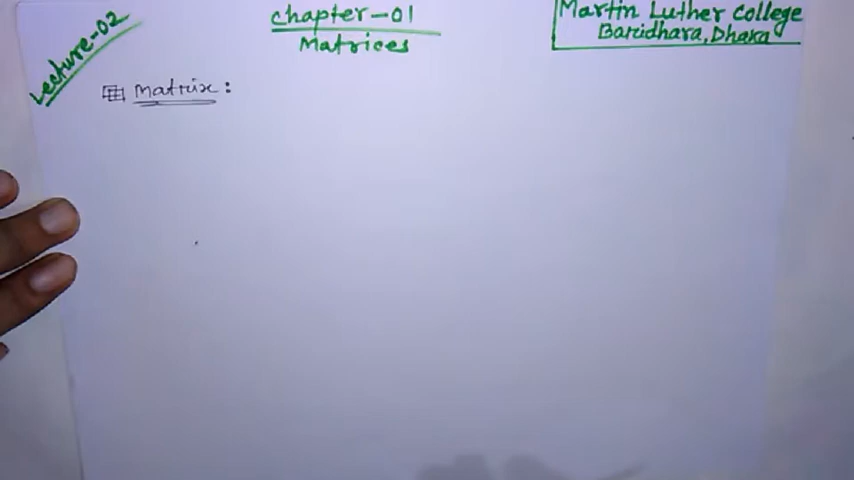 Lecture-02
chapter-01
Matrices
Martin Luther College
Baridhara, Dhaka
Matrix: